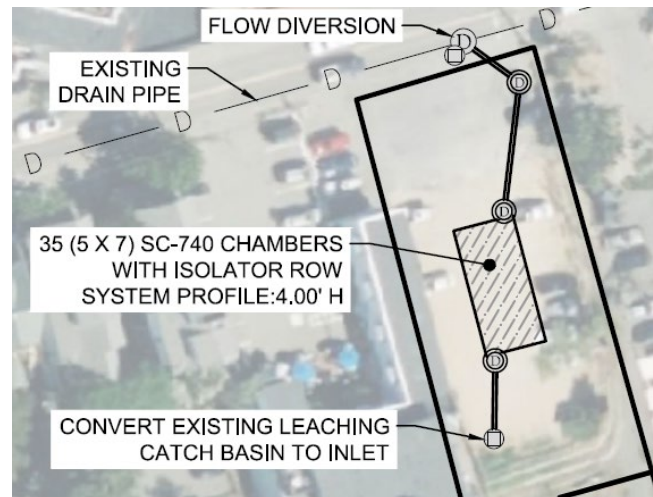 FLOW DIVERSION
EXISTING
DRAIN PIPE
D
D
D
D
D
D
D
D
35 (5 X 7) SC-740 CHAMBERS
WITH ISOLATOR ROW
SYSTEM PROFILE:4.00' H
D
CONVERT EXISTING LEACHING
CATCH BASIN TO INLET